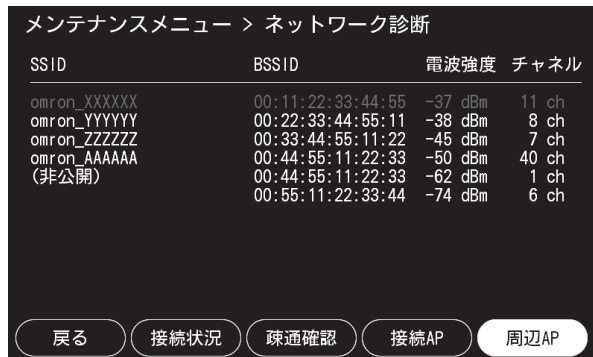 メンテナンスメニュー > ネットワーク診断
SSID BSSID 電波強度 チャネル
omron_XXXXXX 00:11:22:33:44:55 -37 dBm 11 ch
omron_YYYYYY 00:22:33:44:55:11 -38 dBm 8 ch
omron_ZZZZZZ 00:33:44:55:11:22 -45 dBm 7 ch
omron_AAAAAA 00:44:55:11:22:33 -50 dBm 40 ch
(非公開) 00:44:55:11:22:33 -62 dBm 1 ch
00:55:11:22:33:44 -74 dBm 6 ch
戻る 接続状況 疎通確認 接続AP 周辺AP